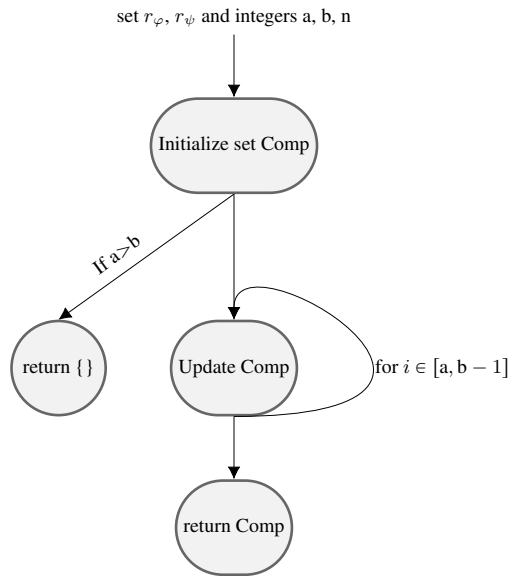 set r_φ, r_ψ and integers a, b, n
Initialize set Comp
If a>b
return {}
Update Comp
for i ∈ [a, b − 1]
return Comp